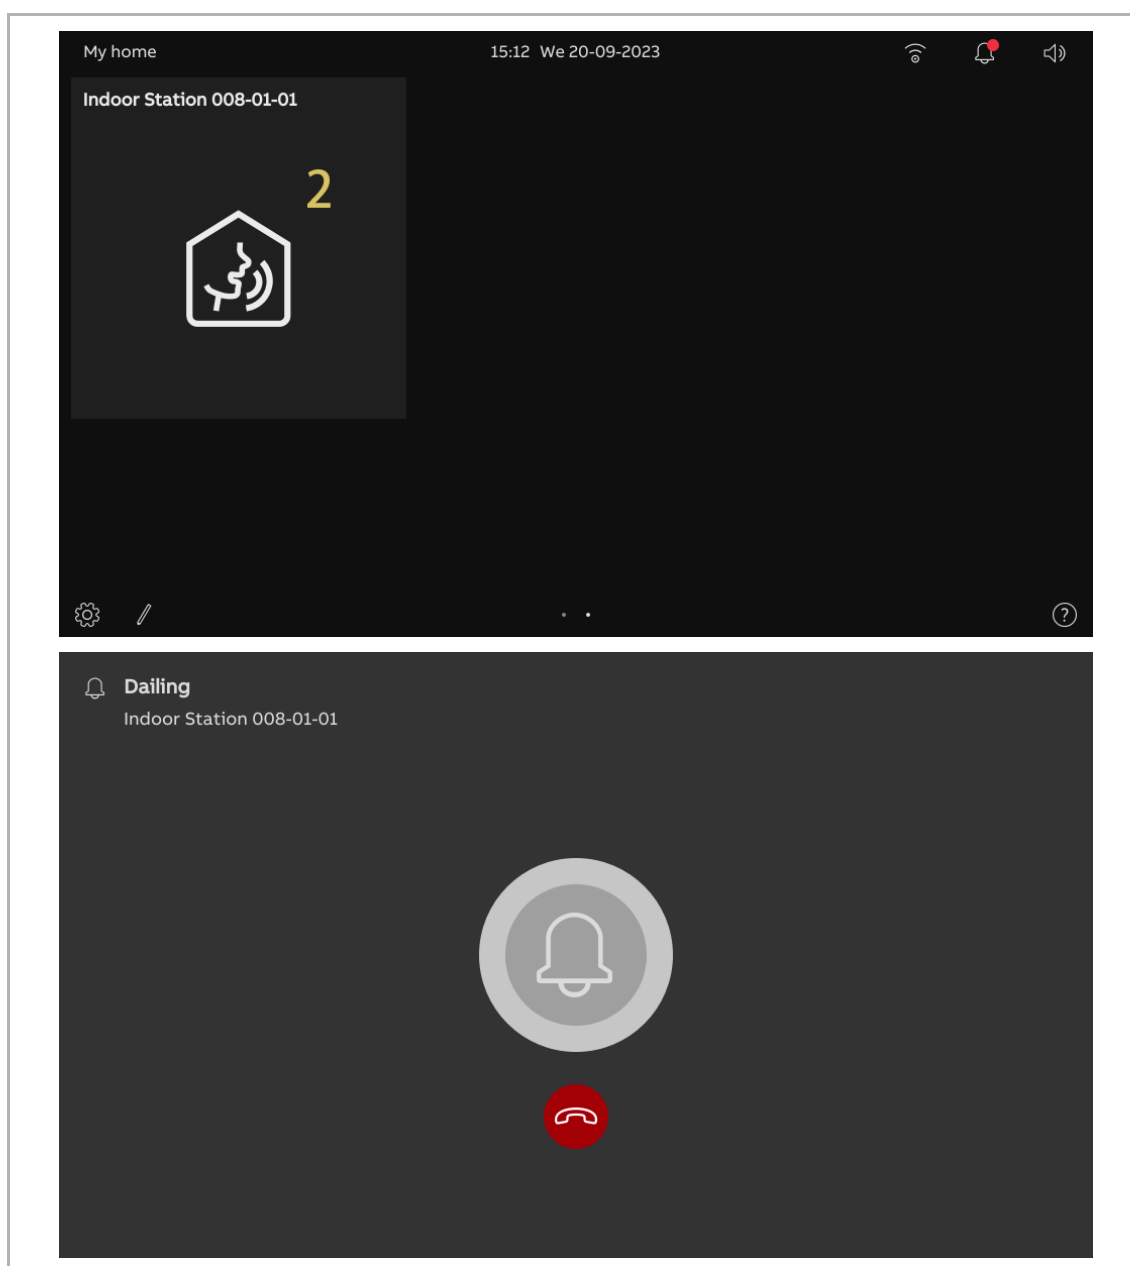 My home
15:12 We 20-09-2023
Indoor Station 008-01-01
2
?
Dailing
Indoor Station 008-01-01